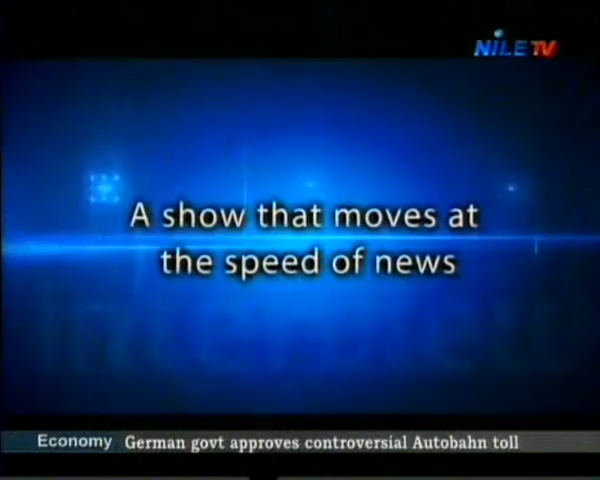 NiLE TV
A show that moves at
the speed of news
Economy German govt approves controversial Autobahn toll